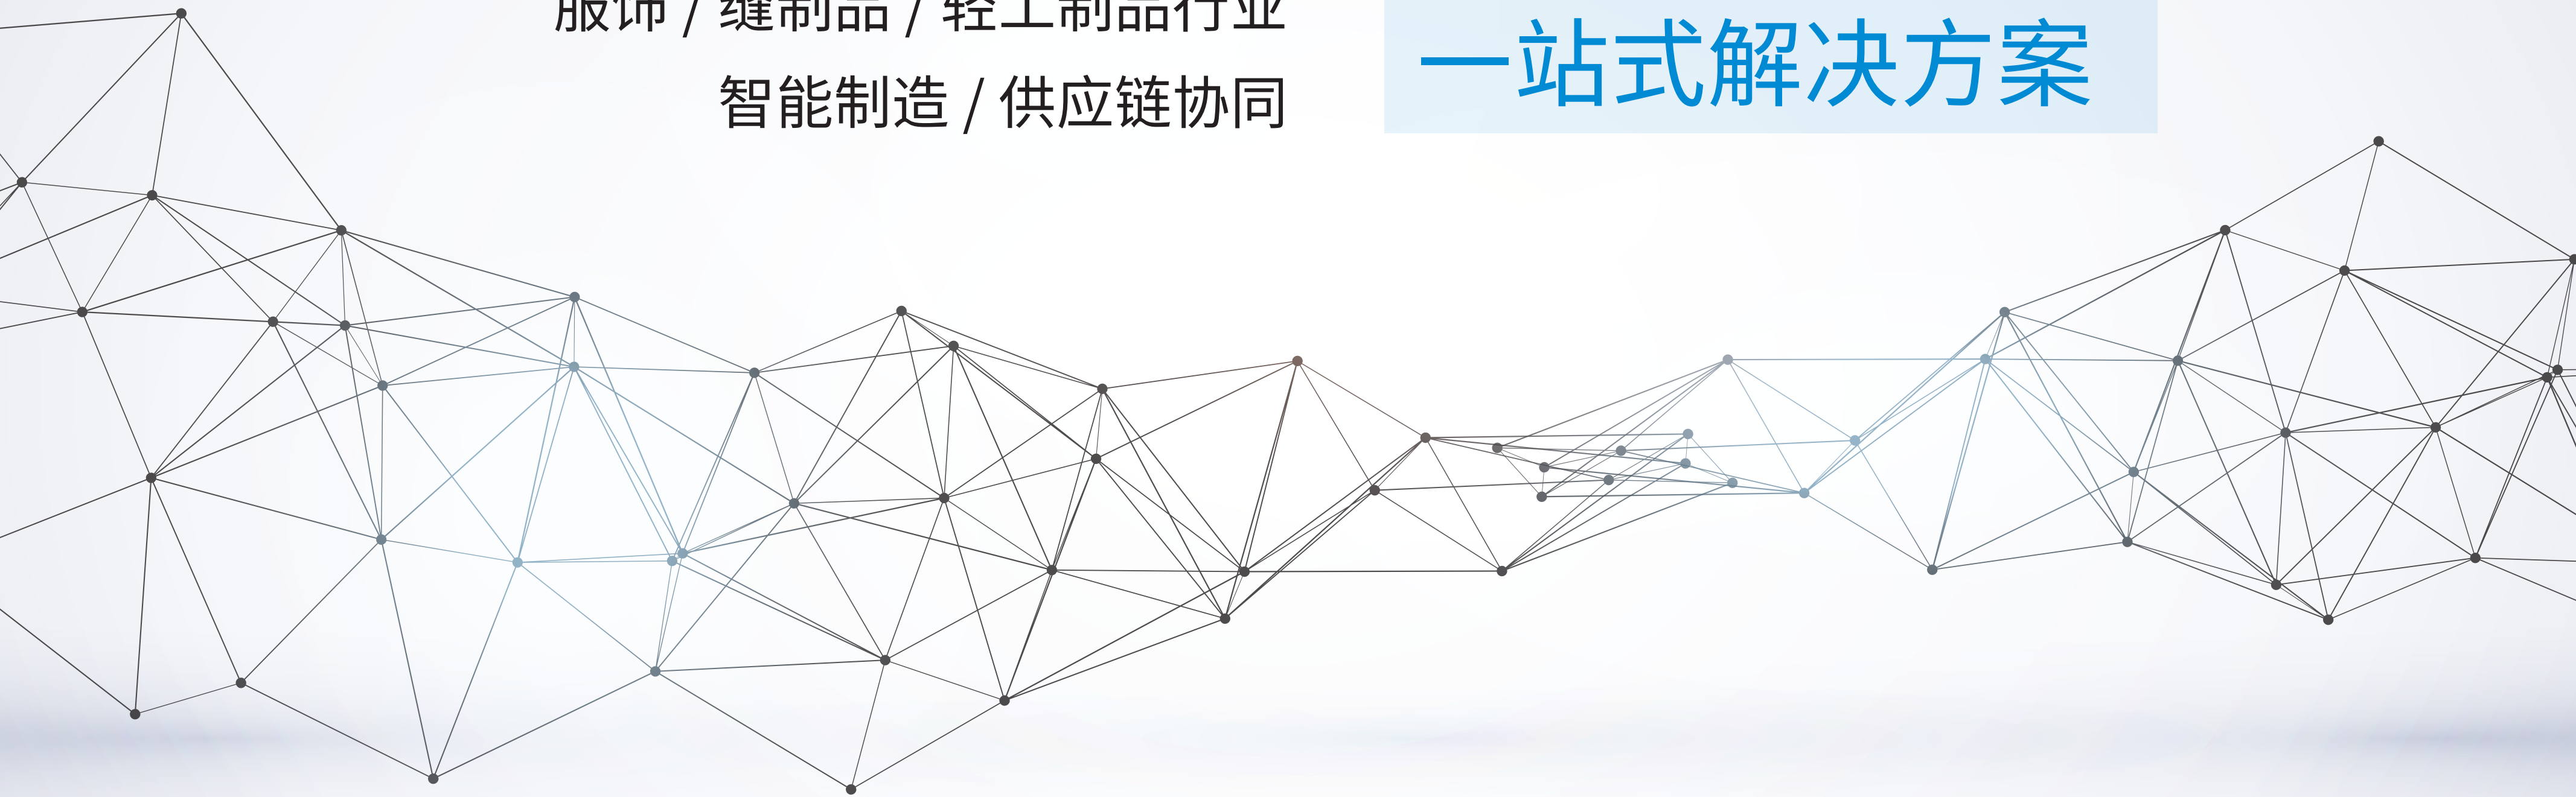 服饰 / 缝制品 / 轻工制品行业
智能制造 / 供应链协同
一站式解决方案